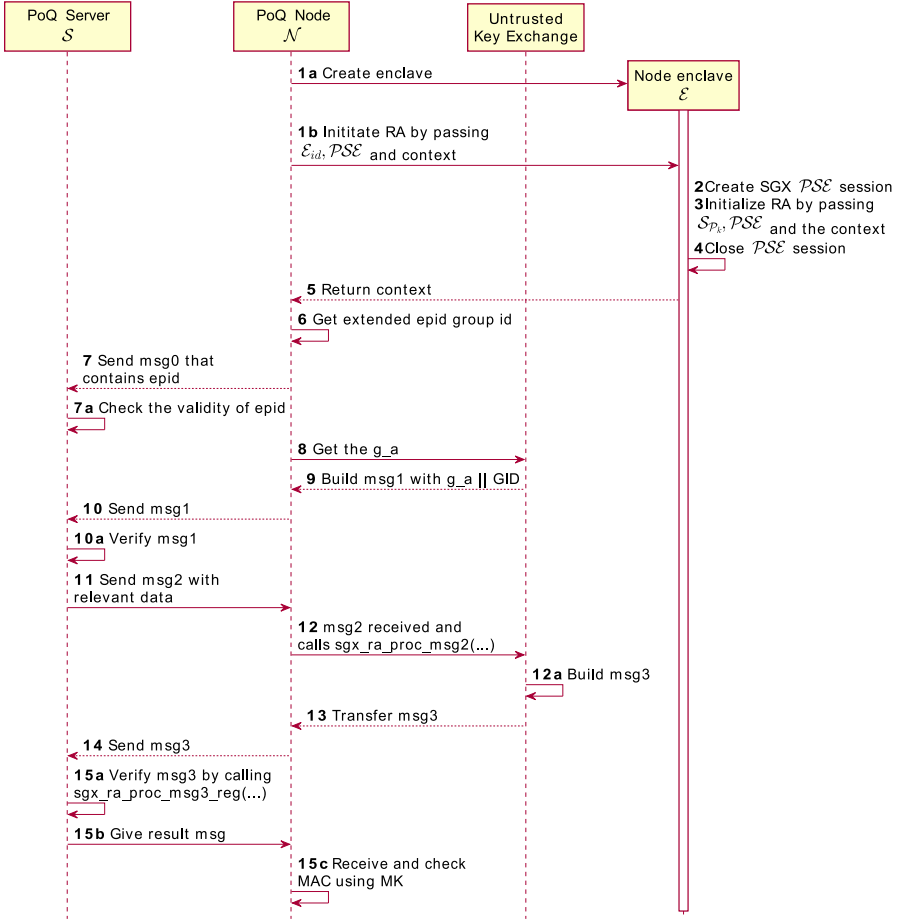 PoQ Server
𝒮
PoQ Node
𝒩
Untrusted
Key Exchange
1a Create enclave
Node enclave
ℰ
1b Inititate RA by passing
ℰ_id, 𝒫𝒮ℰ and context
2 Create SGX 𝒫𝒮ℰ session
3 Initialize RA by passing
𝒮_𝒫_k, 𝒫𝒮ℰ and the context
4 Close 𝒫𝒮ℰ session
5 Return context
6 Get extended epid group id
7 Send msg0 that
contains epid
7a Check the validity of epid
8 Get the g_a
9 Build msg1 with g_a || GID
10 Send msg1
10a Verify msg1
11 Send msg2 with
relevant data
12 msg2 received and
calls sgx_ra_proc_msg2(...)
12a Build msg3
13 Transfer msg3
14 Send msg3
15a Verify msg3 by calling
sgx_ra_proc_msg3_reg(...)
15b Give result msg
15c Receive and check
MAC using MK